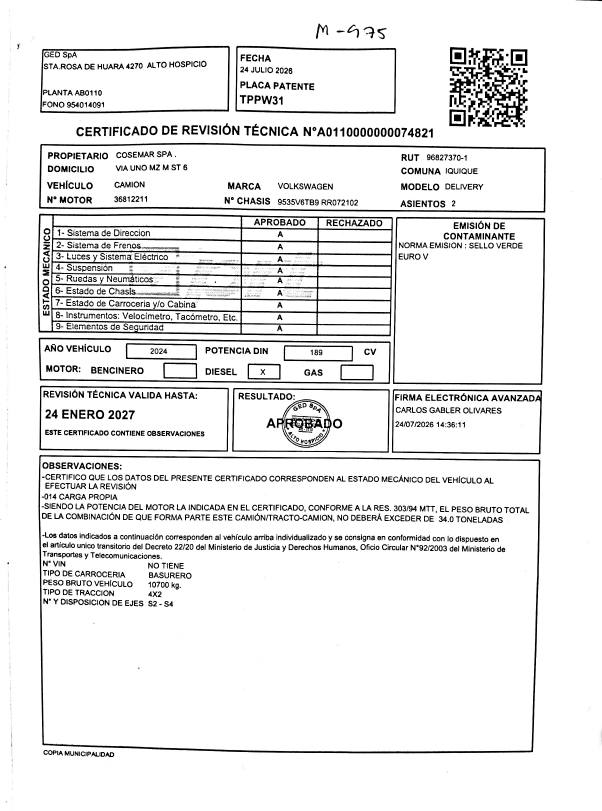 M-975
GED SpA
STA.ROSA DE HUARA 4270 ALTO HOSPICIO
PLANTA AB0110
FONO 954014091
FECHA
24 JULIO 2026
PLACA PATENTE
TPPW31
CERTIFICADO DE REVISIÓN TÉCNICA N°A0110000000074821
PROPIETARIO COSEMAR SPA .
RUT 96827370-1
DOMICILIO VIA UNO MZ M ST 6
COMUNA IQUIQUE
VEHÍCULO CAMION MARCA VOLKSWAGEN MODELO DELIVERY
N° MOTOR 36812211 N° CHASIS 9535V6TB9 RR072102 ASIENTOS 2
ESTADO MECÁNICO
APROBADO RECHAZADO
1- Sistema de Direccion A
2- Sistema de Frenos A
3- Luces y Sistema Eléctrico A
4- Suspensión A
5- Ruedas y Neumáticos A
6- Estado de Chasis A
7- Estado de Carroceria y/o Cabina A
8- Instrumentos: Velocímetro, Tacómetro, Etc. A
9- Elementos de Seguridad A
EMISIÓN DE
CONTAMINANTE
NORMA EMISION : SELLO VERDE
EURO V
AÑO VEHÍCULO 2024 POTENCIA DIN 189 CV
MOTOR: BENCINERO DIESEL X GAS
REVISIÓN TÉCNICA VALIDA HASTA:
24 ENERO 2027
ESTE CERTIFICADO CONTIENE OBSERVACIONES
RESULTADO:
GED SPA
APROBADO
ALTO HOSPICIO
FIRMA ELECTRÓNICA AVANZADA
CARLOS GABLER OLIVARES
24/07/2026 14:36:11
OBSERVACIONES:
-CERTIFICO QUE LOS DATOS DEL PRESENTE CERTIFICADO CORRESPONDEN AL ESTADO MECÁNICO DEL VEHÍCULO AL
EFECTUAR LA REVISIÓN
-014 CARGA PROPIA
-SIENDO LA POTENCIA DEL MOTOR LA INDICADA EN EL CERTIFICADO, CONFORME A LA RES. 303/94 MTT, EL PESO BRUTO TOTAL
DE LA COMBINACIÓN DE QUE FORMA PARTE ESTE CAMIÓN/TRACTO-CAMION, NO DEBERÁ EXCEDER DE 34.0 TONELADAS
-Los datos indicados a continuación corresponden al vehículo arriba individualizado y se consigna en conformidad con lo dispuesto en
el artículo unico transitorio del Decreto 22/20 del Ministerio de Justicia y Derechos Humanos, Oficio Circular N°92/2003 del Ministerio de
Transportes y Telecomunicaciones.
N° VIN NO TIENE
TIPO DE CARROCERIA BASURERO
PESO BRUTO VEHÍCULO 10700 kg.
TIPO DE TRACCION 4X2
N° Y DISPOSICION DE EJES S2 - S4
COPIA MUNICIPALIDAD